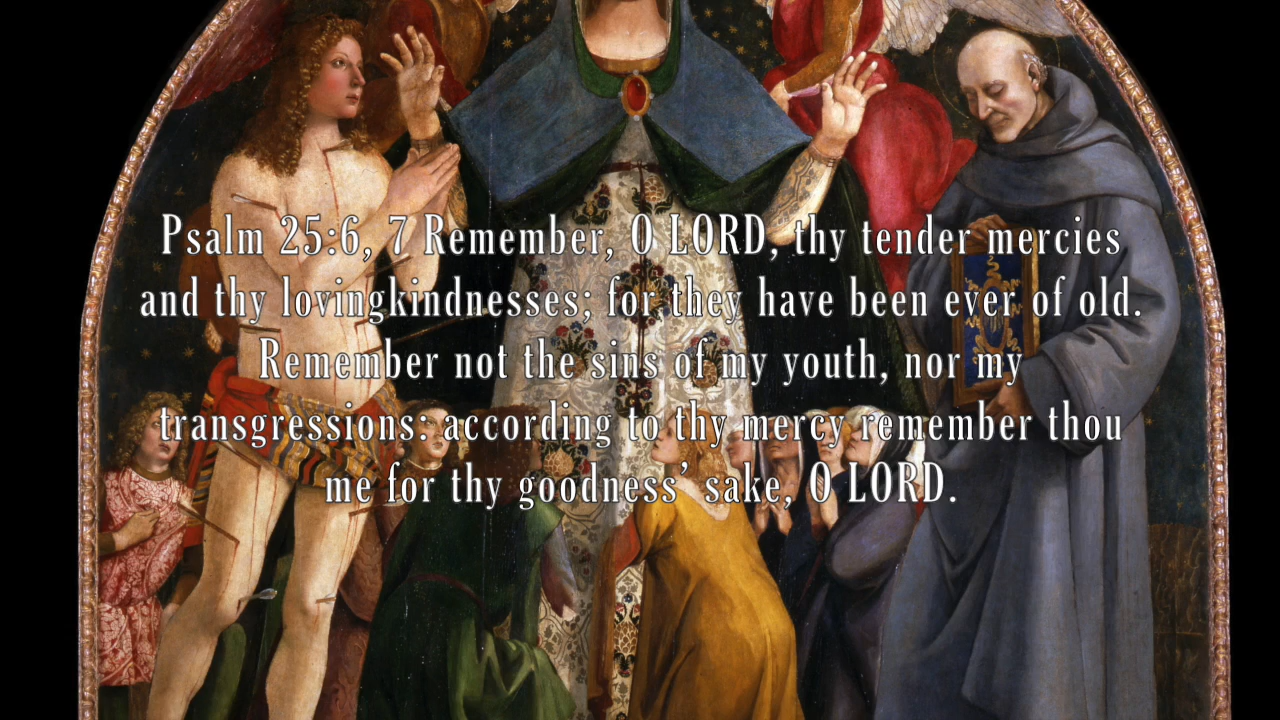 Psalm 25:6, 7 Remember, O LORD, thy tender mercies
and thy lovingkindnesses; for they have been ever of old.
Remember not the sins of my youth, nor my
transgressions: according to thy mercy remember thou
me for thy goodness’ sake, O LORD.